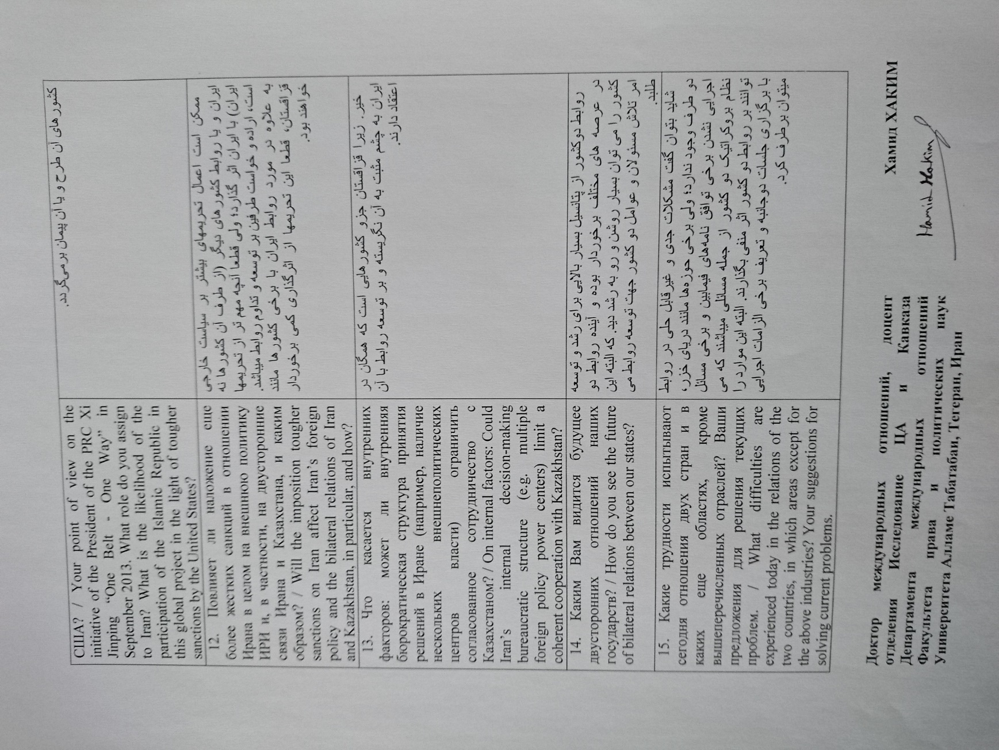 США? / Your point of view on the
initiative of the President of the PRC Xi
Jinping “One Belt - One Way” in
September 2013. What role do you assign
to Iran? What is the likelihood of the
participation of the Islamic Republic in
this global project in the light of tougher
sanctions by the United States?
کشور های آن طرح و یا آن پیمان بر می‌گردد.
12. Повлияет ли наложение еще
более жестких санкций в отношении
Ирана в целом на внешнюю политику
ИРИ и, в частности, на двусторонние
связи Ирана и Казахстана, и каким
образом? / Will the imposition tougher
sanctions on Iran affect Iran’s foreign
policy and the bilateral relations of Iran
and Kazakhstan, in particular, and how?
ممکن است اعمال تحریمهای بیشتر بر سیاست خارجی
ایران و یا روابط کشور های دیگر (از طرف آن کشور ها نه
ایران) با ایران اثر گذارد؛ ولی قطعا آنچه مهم تر از تحریمها
است، اراده و خواست طرفین بر توسعه و تداوم روابط میباشد.
به علاوه در مورد روابط ایران با برخی کشور ها مانند
قزاقستان، قطعا این تحریمها از اثرگذاری کمی برخوردار
خواهند بود.
13. Что касается внутренних
факторов: может ли внутренняя
бюрократическая структура принятия
решений в Иране (например, наличие
нескольких внешнеполитических
центров власти) ограничить
согласованное сотрудничество с
Казахстаном? / On internal factors: Could
Iran’s internal decision-making
bureaucratic structure (e.g. multiple
foreign policy power centers) limit a
coherent cooperation with Kazakhstan?
خیر. زیرا قزاقستان جزو کشور هایی است که همگان در
ایران به چشم مثبت به آن نگریسته و بر توسعه روابط با آن
اعتقاد دارند.
14. Каким Вам видится будущее
двусторонних отношений наших
государств? / How do you see the future
of bilateral relations between our states?
روابط دوکشور از پتانسیل بسیار بالایی برای رشد و توسعه
در عرصه های مختلف برخوردار بوده و آینده روابط دو
کشور را می توان بسیار روشن و رو به رشد دید. که البته این
امر تلاش مسئولان و عوامل دو کشور جهت توسعه روابط می
طلبد.
15. Какие трудности испытывают
сегодня отношения двух стран и в
каких еще областях, кроме
вышеперечисленных отраслей? Ваши
предложения для решения текущих
проблем. / What difficulties are
experienced today in the relations of the
two countries, in which areas except for
the above industries? Your suggestions for
solving current problems.
شاید بتوان گفت مشکلات جدی و غیرقابل حلی در روابط
دو طرف وجود ندارد؛ ولی برخی حوزه‌ها مانند دریای خزر،
اجرایی نشدن برخی توافق نامه‌های فیمابین و برخی مسائل
نظام بروکراتیک دو کشور از جمله مسائلی میباشند که می
توانند بر روابط دو کشور اثر منفی بگذارند. البته این موارد را
با برگزاری جلسات دوجانبه و تعریف برخی الزامات اجرایی
میتوان برطرف کرد.
Доктор международных отношений, доцент
отделения Исследование ЦА и Кавказа
Департамента международных отношений
Факультета права и политических наук
Университета Алламе Табатабаи, Тегеран, Иран
Хамид ХАКИМ
Hamid Hakim